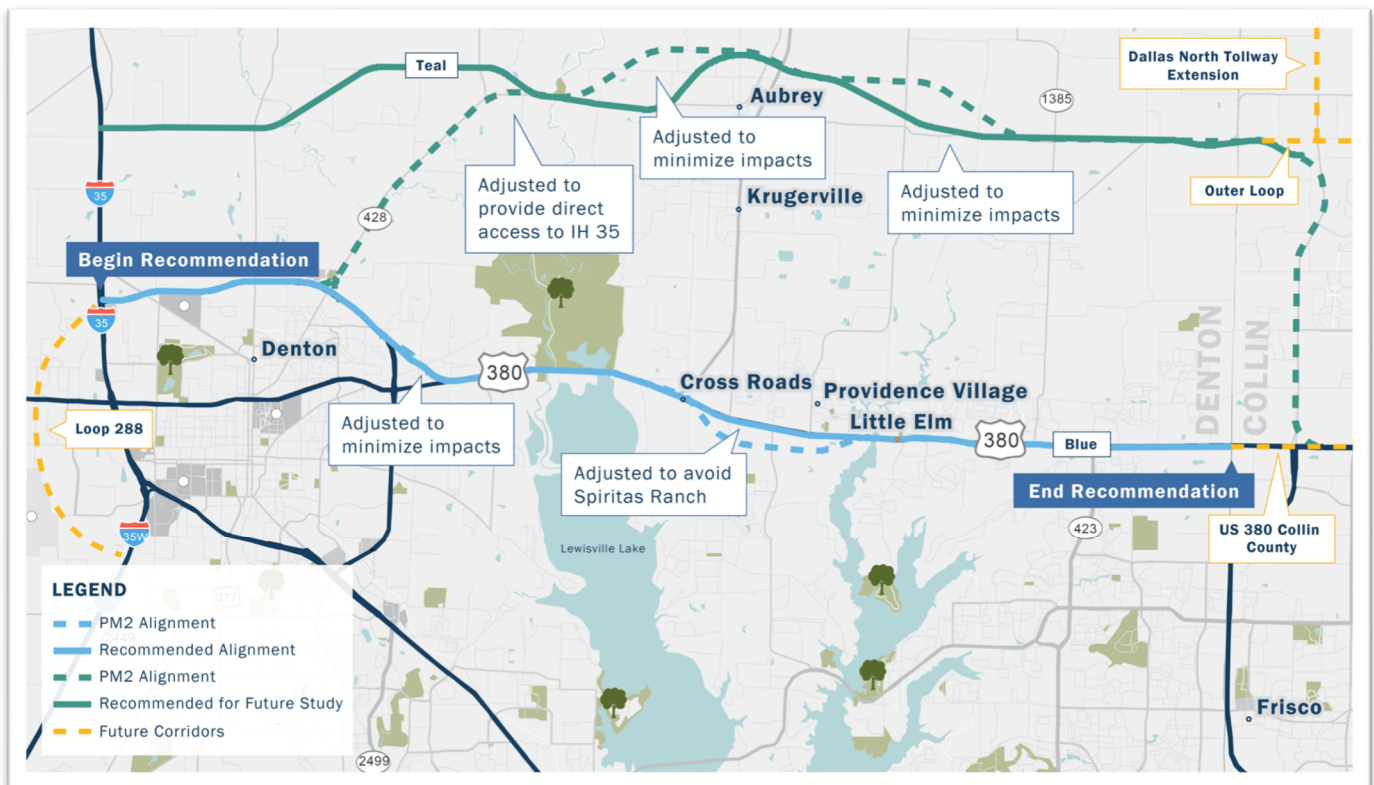 Dallas North Tollway
Extension
Teal
1385
Aubrey
Adjusted to
minimize impacts
Adjusted to
provide direct
access to IH 35
Adjusted to
minimize impacts
Outer Loop
35
Krugerville
428
Begin Recommendation
35
DENTON
COLLIN
Denton
380
Cross Roads
Providence Village
Little Elm
Loop 288
Adjusted to
minimize impacts
380
Blue
Adjusted to avoid
Spiritas Ranch
End Recommendation
423
US 380 Collin
County
35W
Lewisville Lake
LEGEND
377
PM2 Alignment
2449
Recommended Alignment
PM2 Alignment
Recommended for Future Study
Future Corridors
Frisco
2499